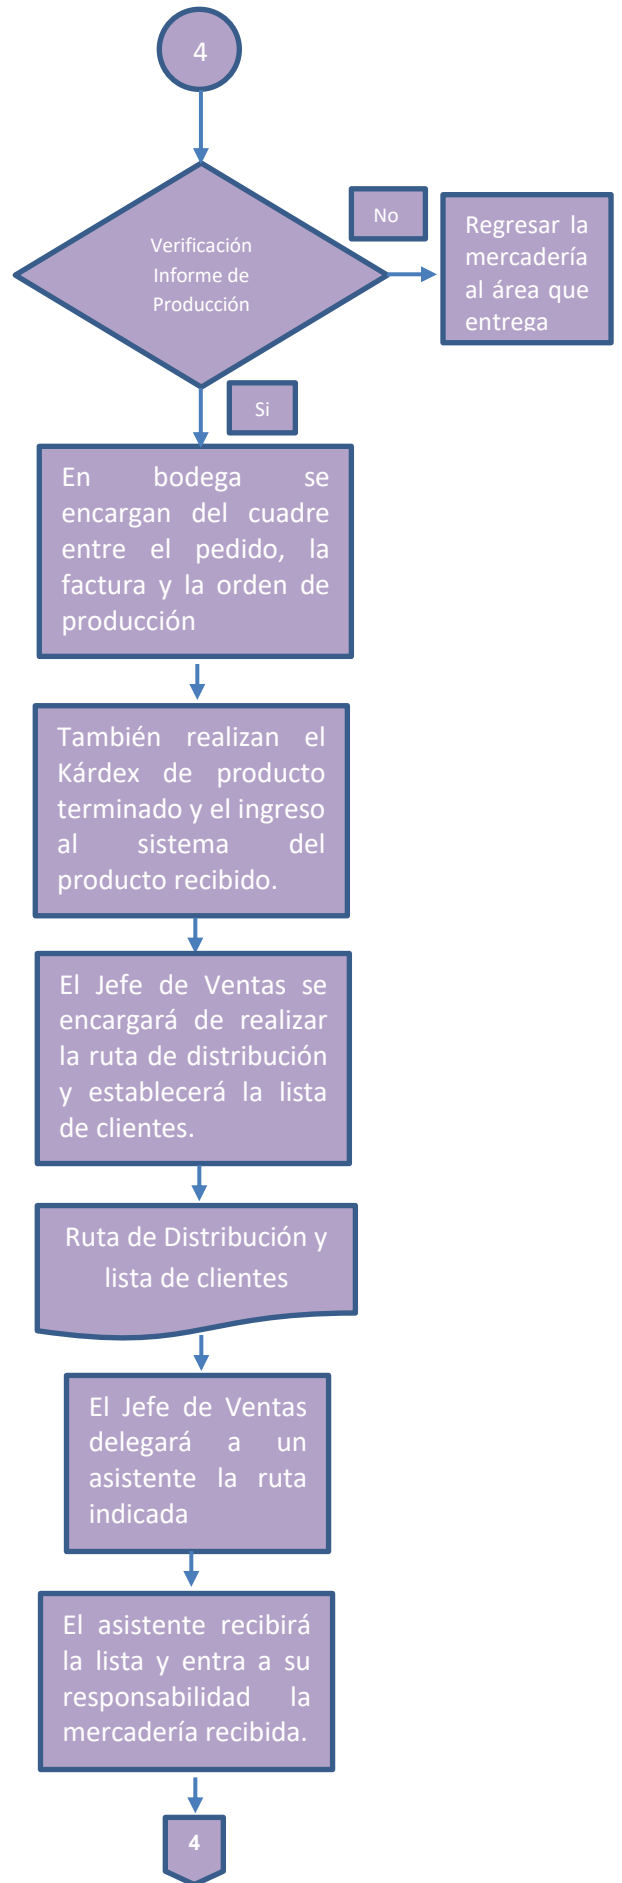 4
Verificación
Informe de
Producción
No
Regresar la
mercadería
al área que
entrega
Si
En bodega se
encargan del cuadre
entre el pedido, la
factura y la orden de
producción
También realizan el
Kárdex de producto
terminado y el ingreso
al sistema del
producto recibido.
El Jefe de Ventas se
encargará de realizar
la ruta de distribución
y establecerá la lista
de clientes.
Ruta de Distribución y
lista de clientes
El Jefe de Ventas
delegará a un
asistente la ruta
indicada
El asistente recibirá
la lista y entra a su
responsabilidad la
mercadería recibida.
4